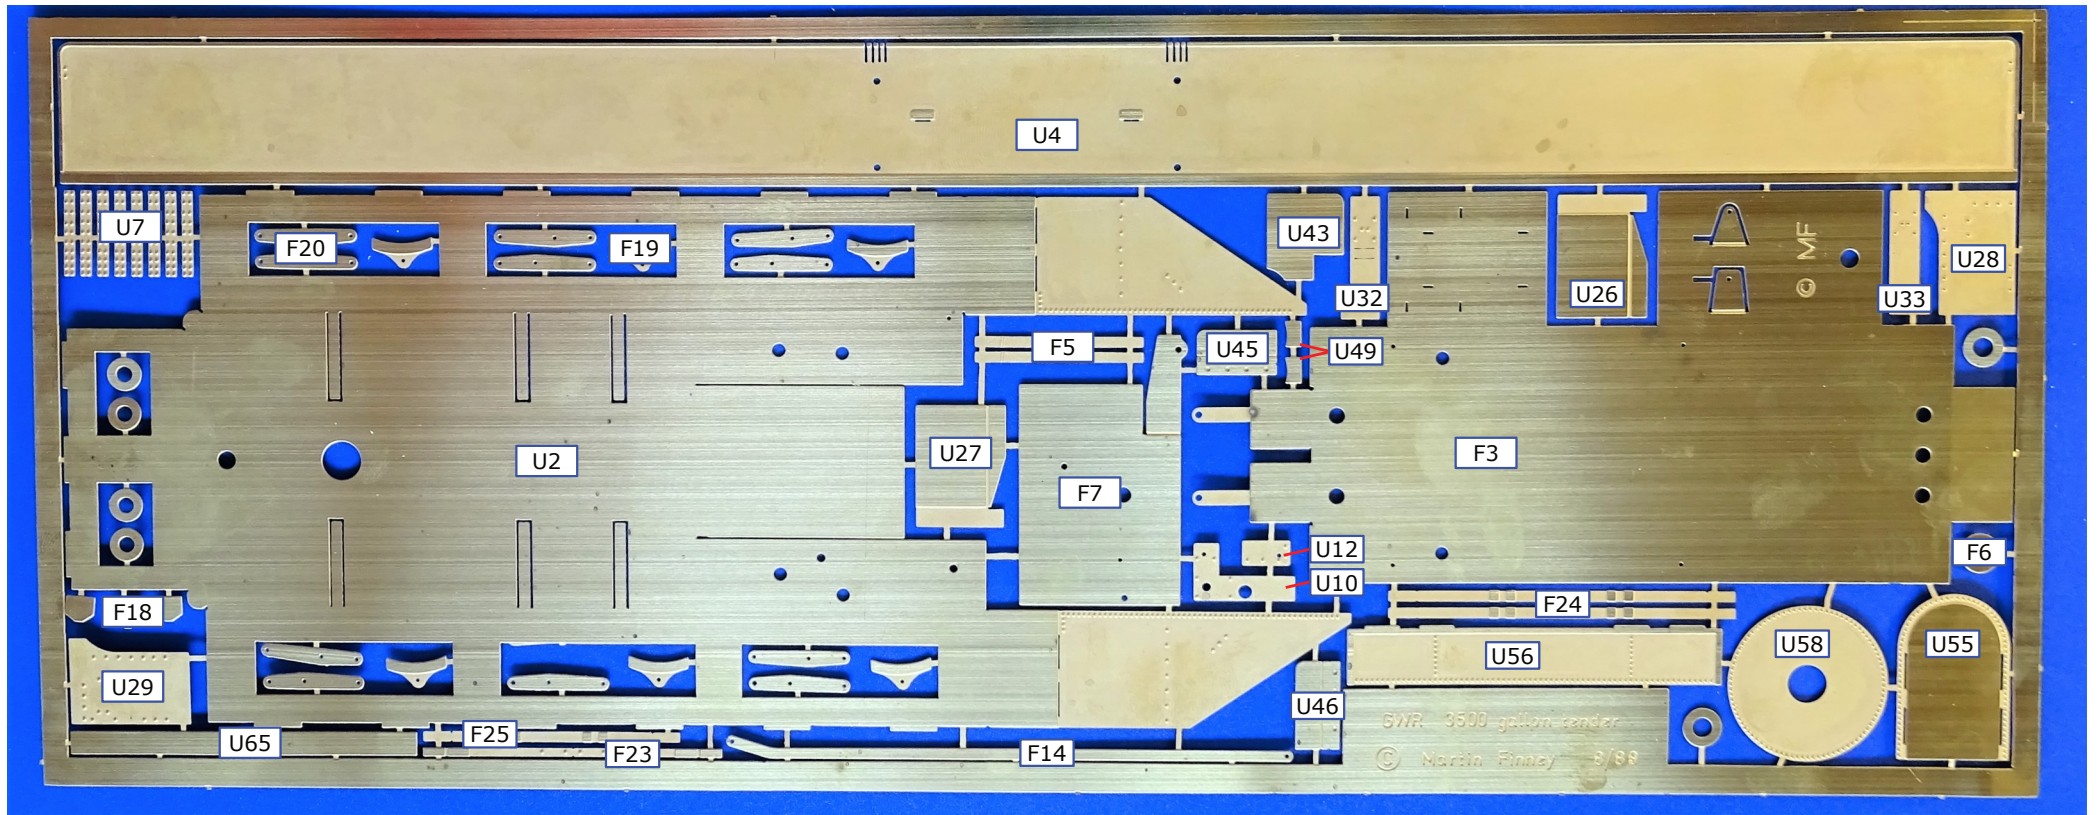 U4
U7
F20
F19
U43
U32
U26
© MF
U33
U28
F5
U45
U49
U2
U27
F7
F3
U12
U10
F6
F18
F24
U29
U56
U58
U55
U46
GWR 3500 gallon tender
© Martin Finney 8/88
U65
F25
F23
F14